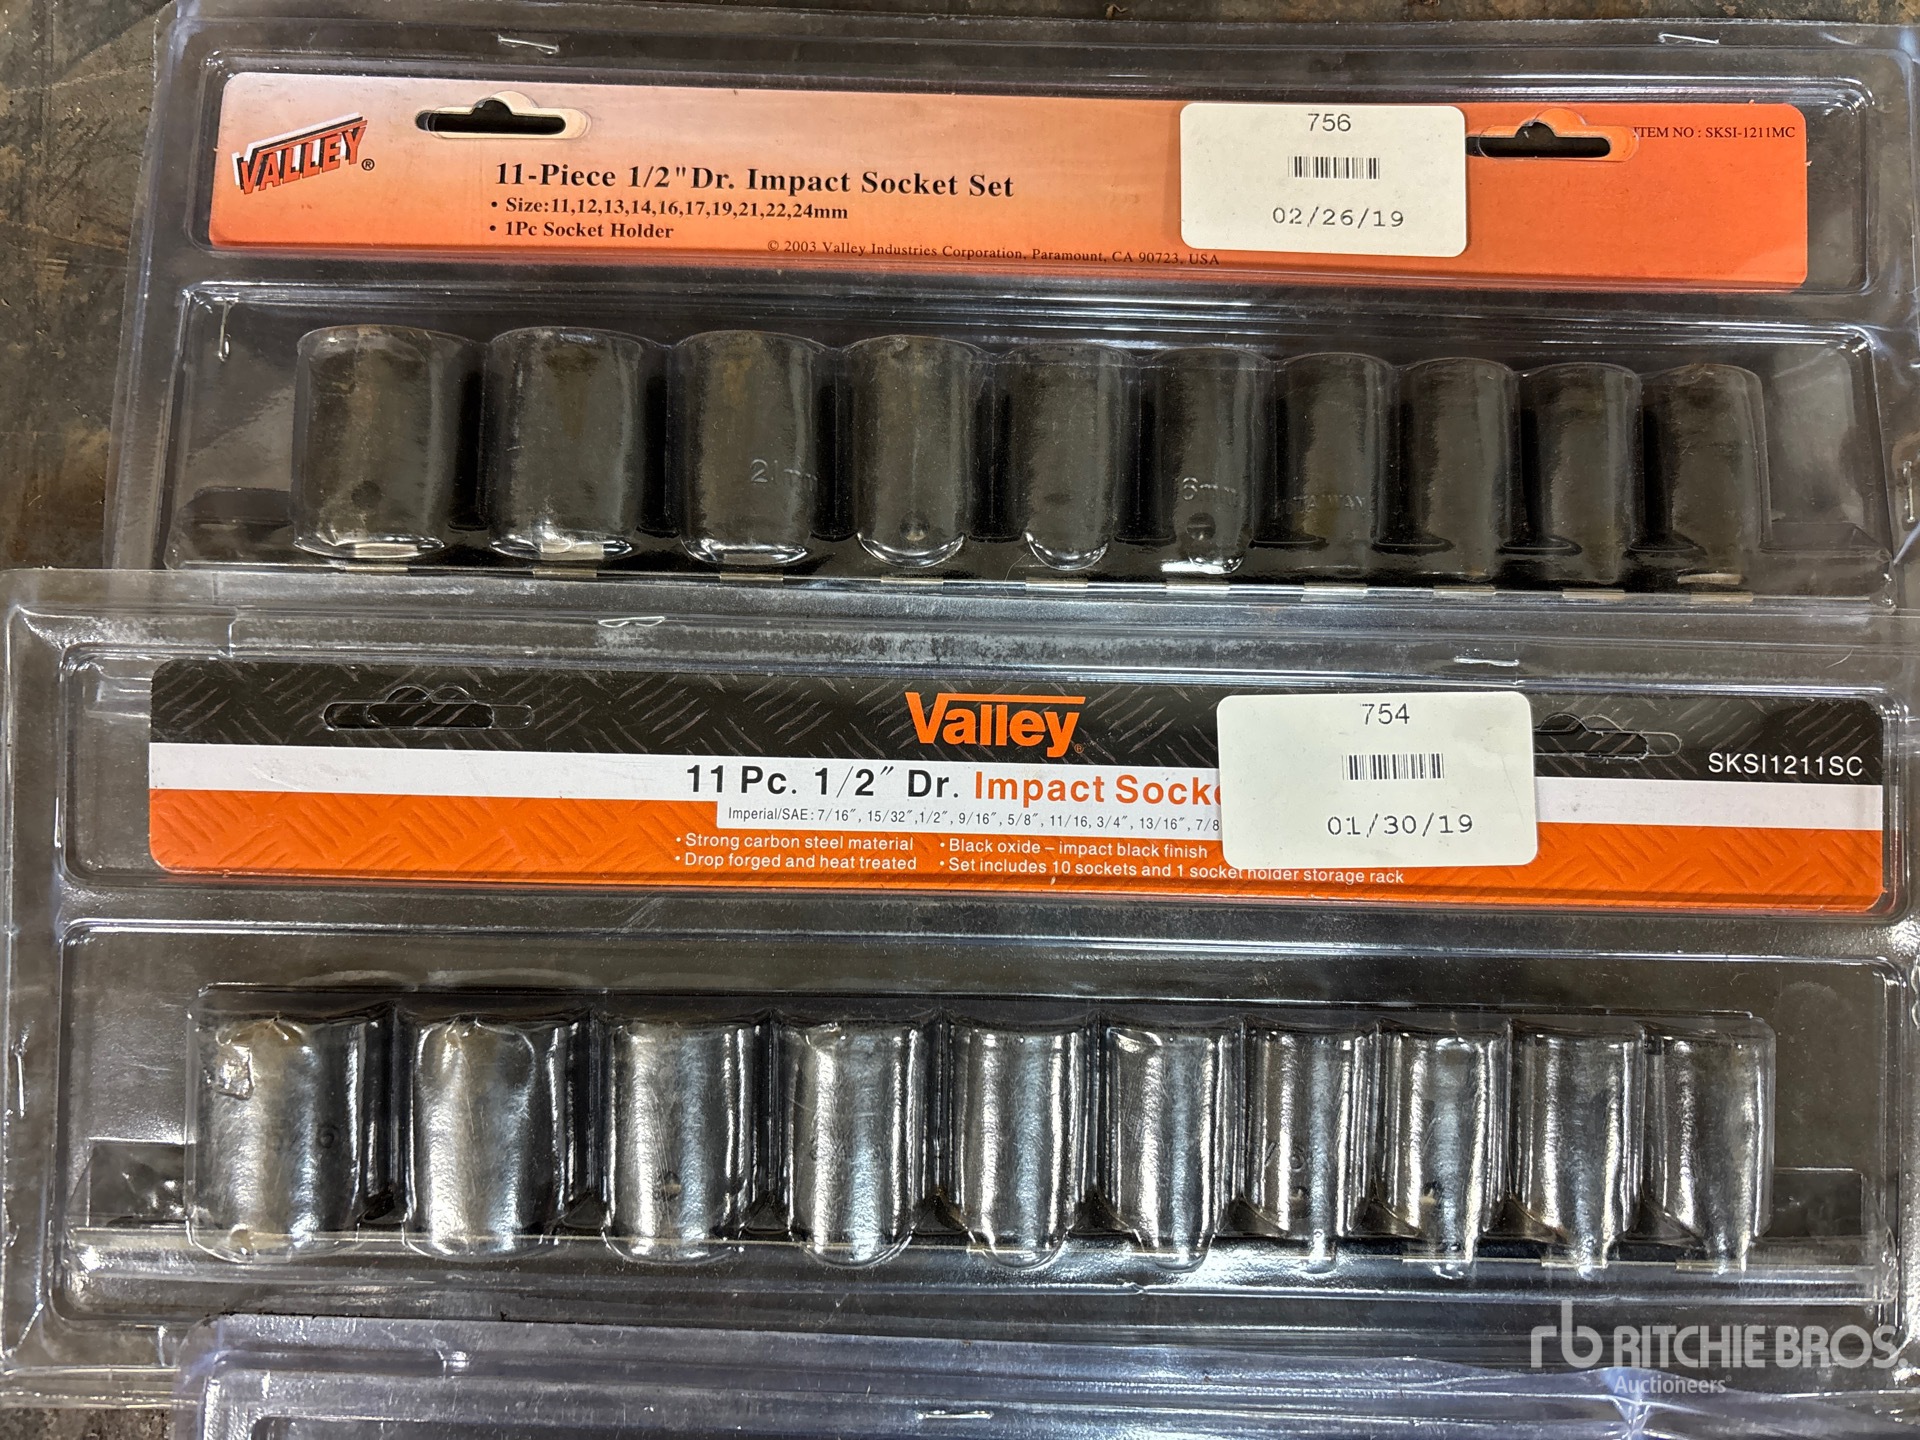 VALLEY®
11-Piece 1/2"Dr. Impact Socket Set
• Size:11,12,13,14,16,17,19,21,22,24mm
• 1Pc Socket Holder
© 2003 Valley Industries Corporation, Paramount, CA 90723, USA
756
02/26/19
ITEM NO : SKSI-1211MC
21mm
6mm
TAIWAN
Valley®
11 Pc. 1/2" Dr. Impact Socke
Imperial/SAE: 7/16", 15/32",1/2", 9/16", 5/8", 11/16, 3/4", 13/16", 7/8
• Strong carbon steel material
• Drop forged and heat treated
• Black oxide – impact black finish
• Set includes 10 sockets and 1 socket holder storage rack
754
01/30/19
SKSI1211SC
rb RITCHIE BROS.
Auctioneers